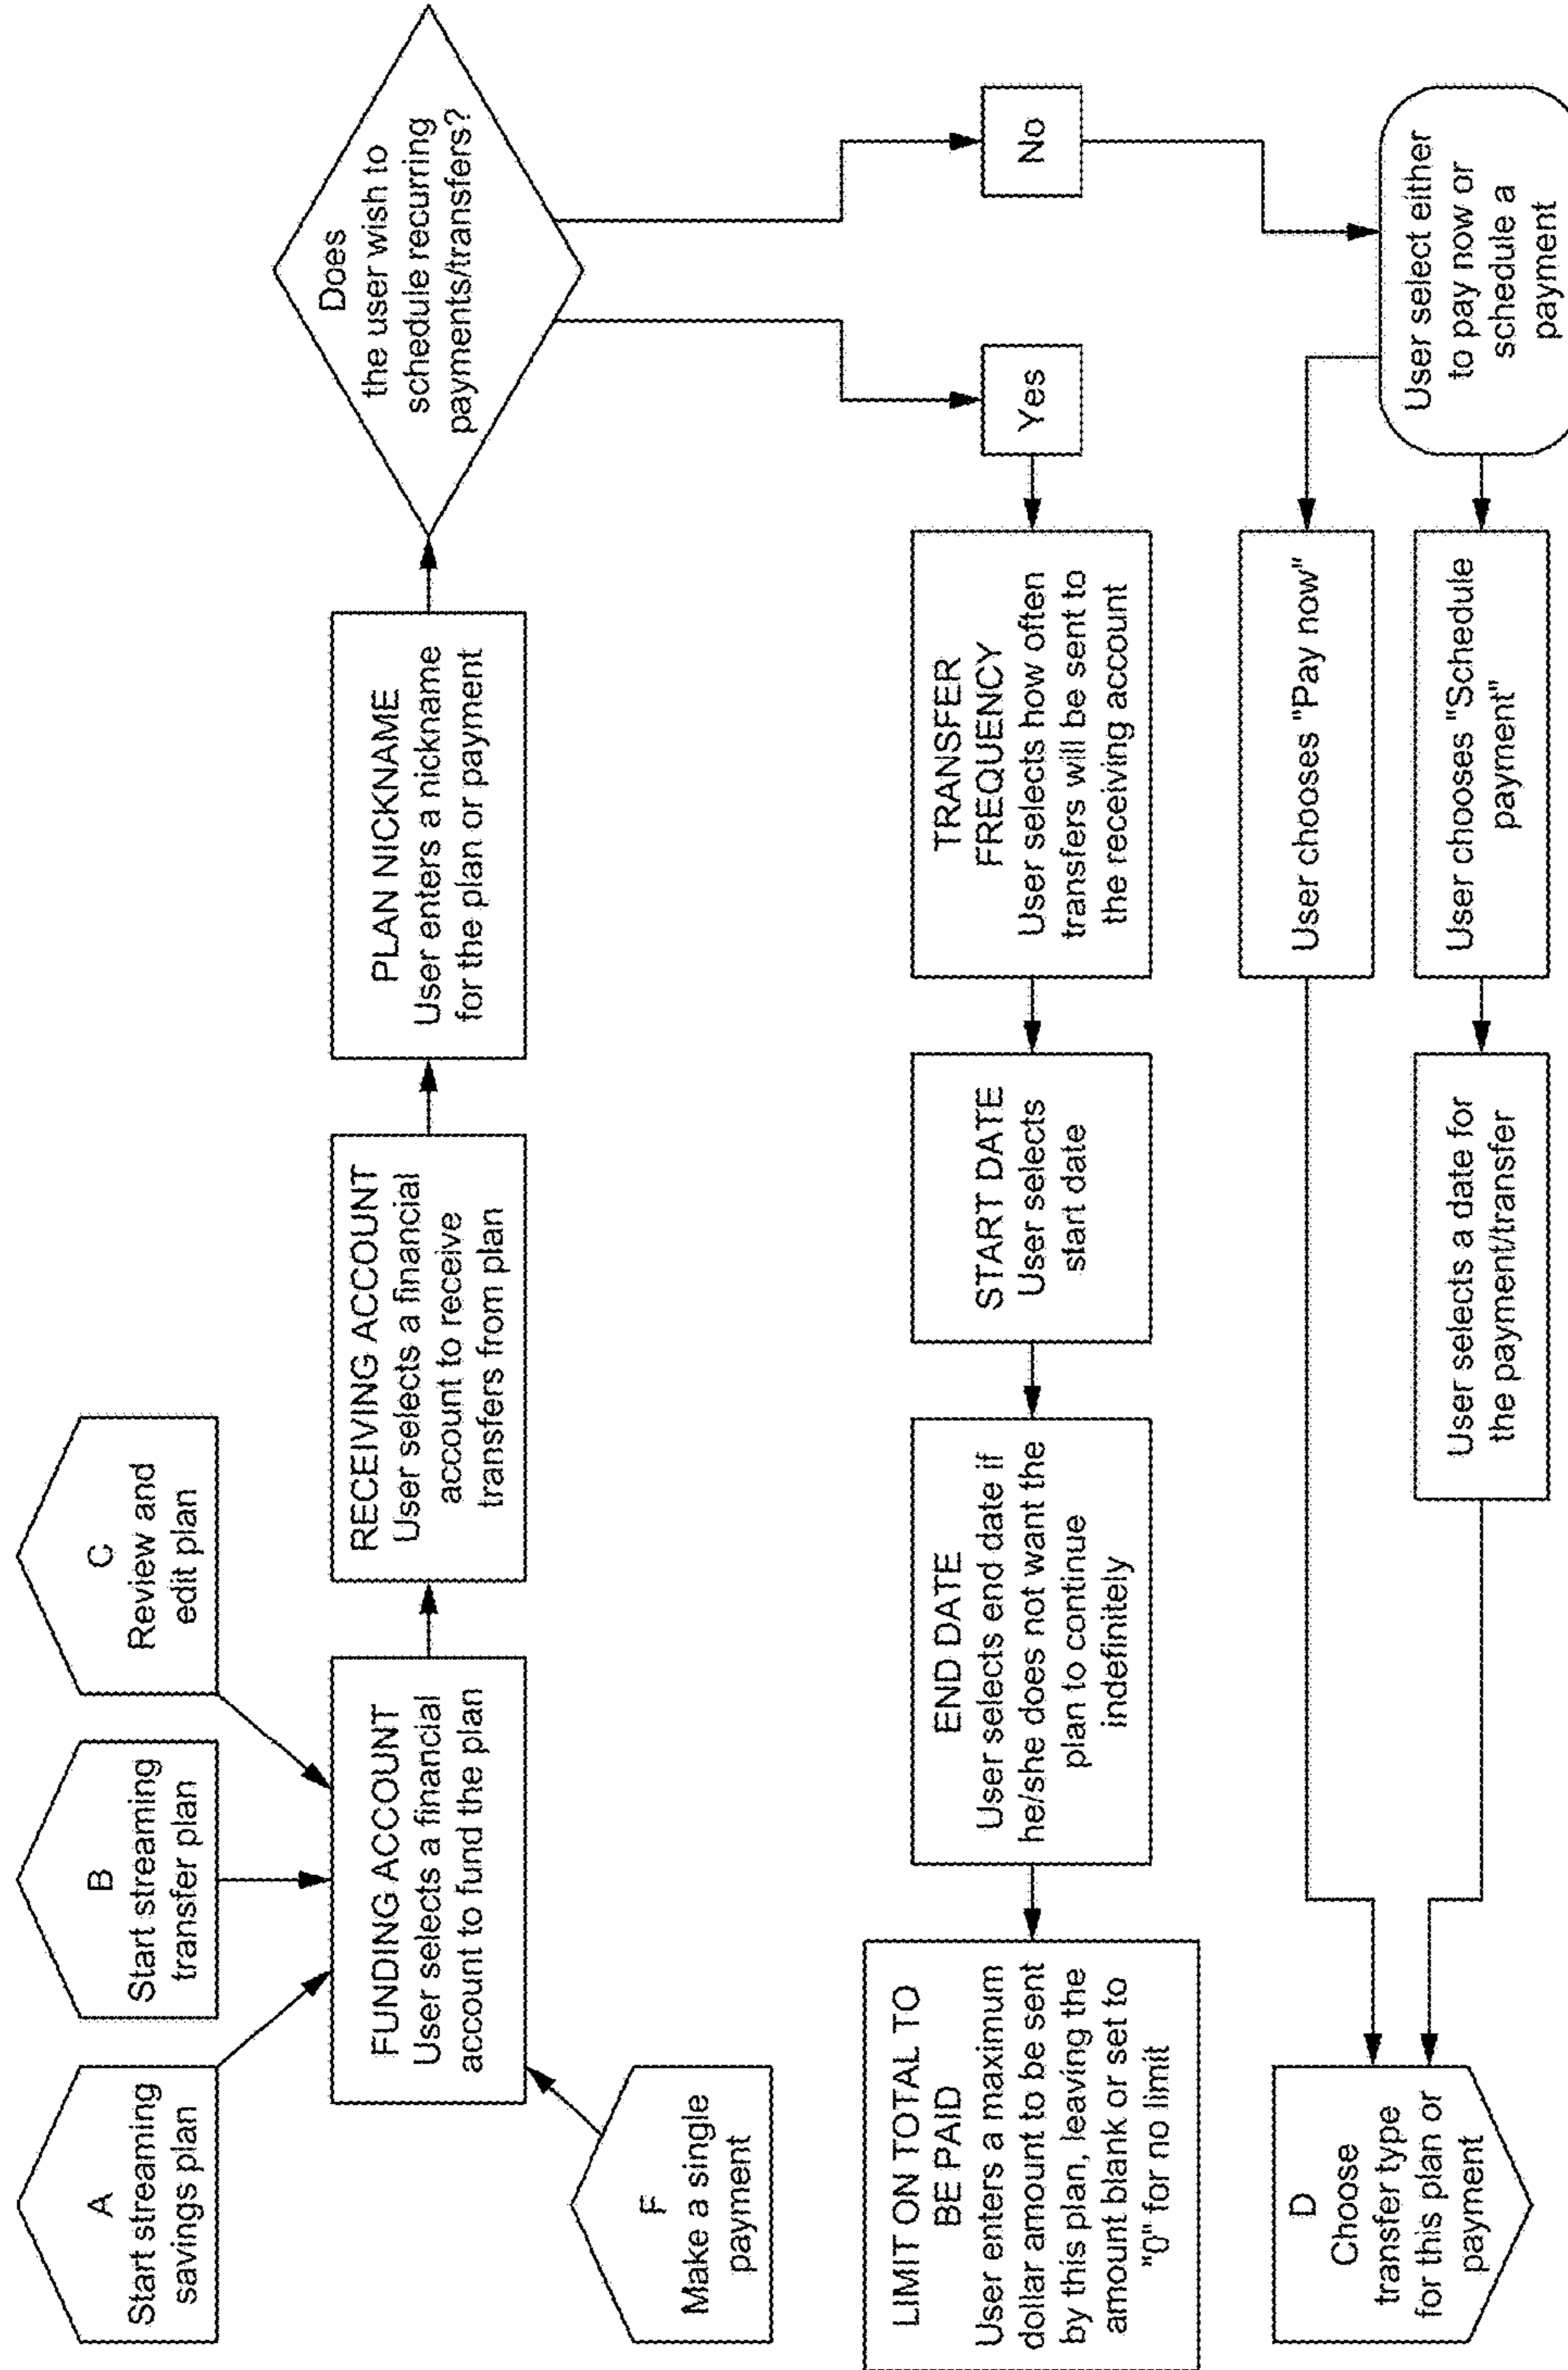 A
Start streaming
savings plan
B
Start streaming
transfer plan
C
Review and
edit plan
F
Make a single
payment
FUNDING ACCOUNT
User selects a financial
account to fund the plan
RECEIVING ACCOUNT
User selects a financial
account to receive
transfers from plan
PLAN NICKNAME
User enters a nickname
for the plan or payment
Does
the user wish to
schedule recurring
payments/transfers?
Yes
No
TRANSFER
FREQUENCY
User selects how often
transfers will be sent to
the receiving account
START DATE
User selects
start date
END DATE
User selects end date if
he/she does not want the
plan to continue
indefinitely
LIMIT ON TOTAL TO
BE PAID
User enters a maximum
dollar amount to be sent
by this plan, leaving the
amount blank or set to
"0" for no limit
User select either
to pay now or
schedule a
payment
User chooses "Pay now"
User chooses "Schedule
payment"
User selects a date for
the payment/transfer
D
Choose
transfer type
for this plan or
payment